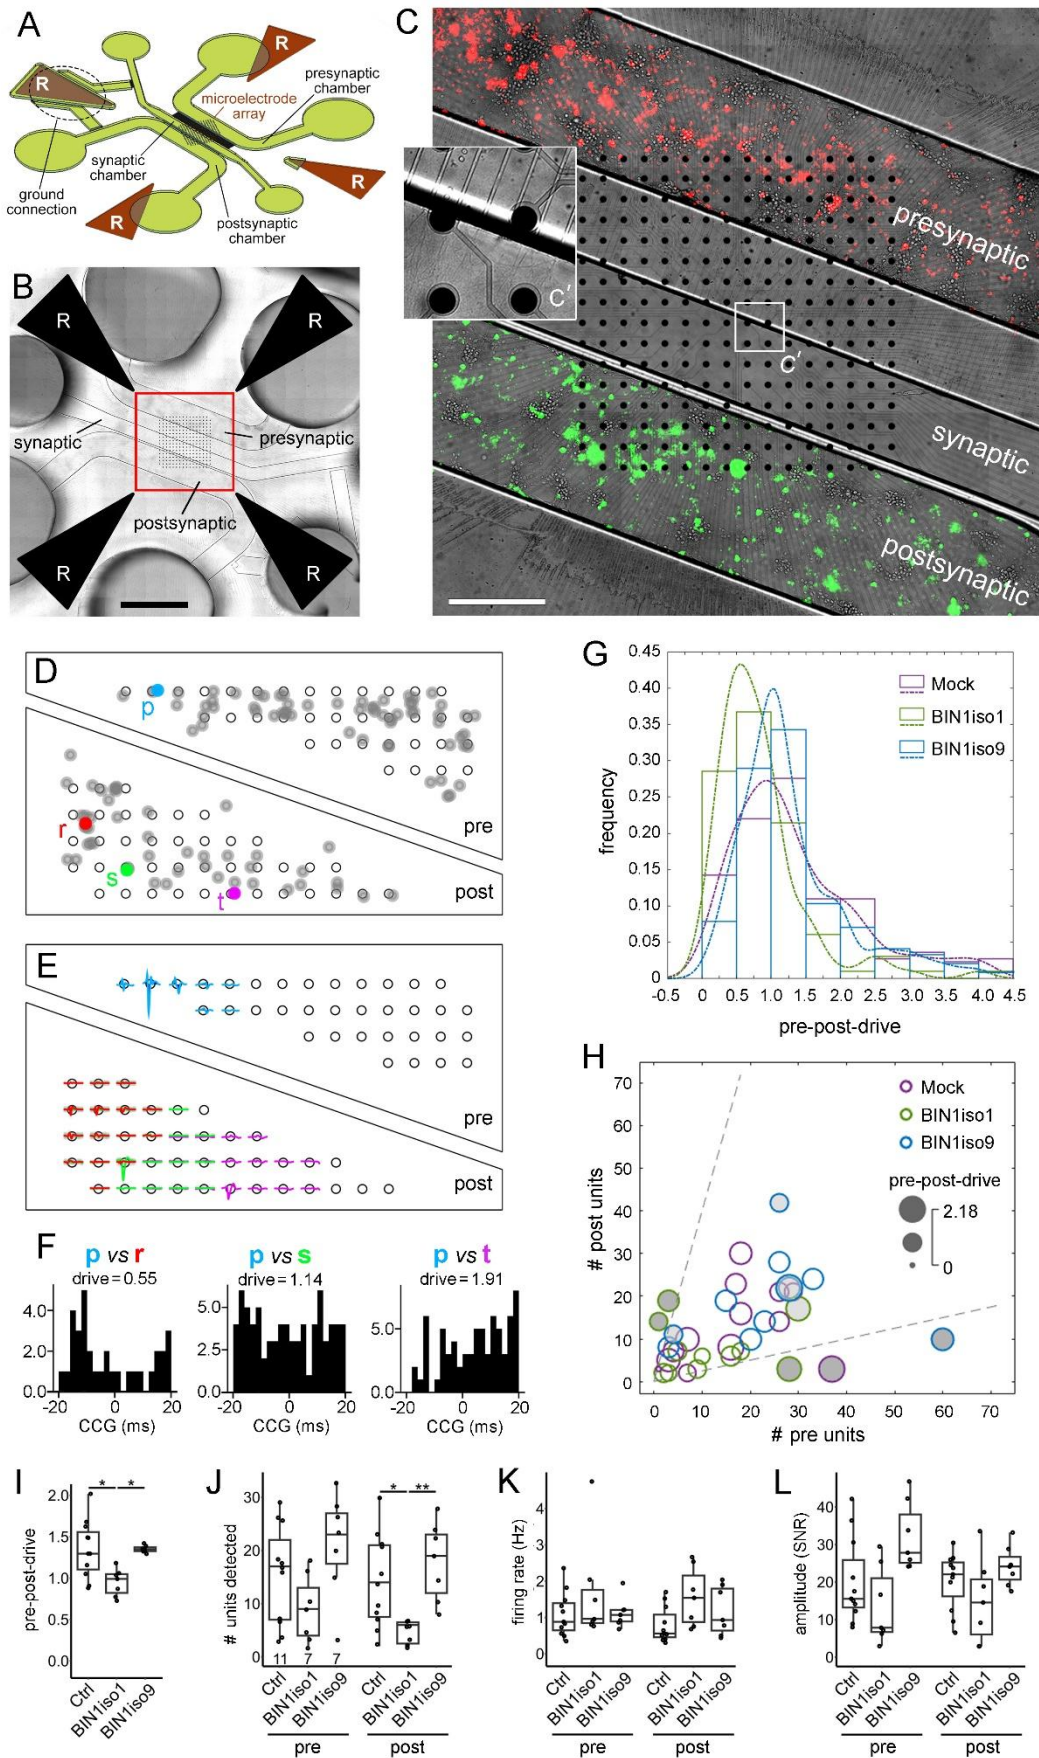 A
R
R
R
R
presynaptic
chamber
microelectrode
array
synaptic
chamber
ground
connection
postsynaptic
chamber
B
R
R
R
R
synaptic
presynaptic
postsynaptic
C
presynaptic
C'
C'
synaptic
postsynaptic
D
p
r
s
t
pre
post
E
pre
post
F
p vs r
drive=0.55
p vs s
drive=1.14
p vs t
drive=1.91
4.0
2.0
0.0
-20 0 20
CCG (ms)
6
4
2
0
-20 0 20
CCG (ms)
5.0
0.0
-20 0 20
CCG (ms)
G
0.45
0.40
0.35
0.30
0.25
0.20
0.15
0.10
0.05
0
-0.5 0 0.5 1.0 1.5 2.0 2.5 3.0 3.5 4.0 4.5
frequency
pre-post-drive
Mock
BIN1iso1
BIN1iso9
H
70
60
50
40
30
20
10
0
0 10 20 30 40 50 60 70
# post units
# pre units
Mock
BIN1iso1
BIN1iso9
pre-post-drive
2.18
0
I
* *
2.0
1.5
1.0
0.5
0.0
pre-post-drive
Ctrl
BIN1iso1
BIN1iso9
J
* **
30
20
10
0
# units detected
11 7 7
Ctrl
BIN1iso1
BIN1iso9
Ctrl
BIN1iso1
BIN1iso9
pre
post
K
4
3
2
1
0
firing rate (Hz)
Ctrl
BIN1iso1
BIN1iso9
Ctrl
BIN1iso1
BIN1iso9
pre
post
L
40
30
20
10
0
amplitude (SNR)
Ctrl
BIN1iso1
BIN1iso9
Ctrl
BIN1iso1
BIN1iso9
pre
post